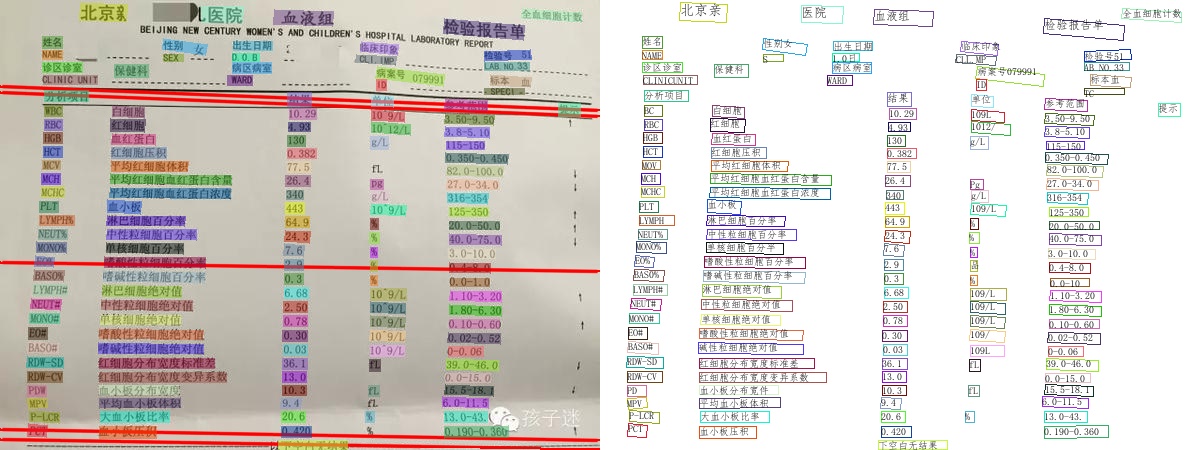 北京亲 儿医院 血液组 检验报告单 全血细胞计数
BEIJING NEW CENTURY WOMEN'S AND CHILDREN'S HOSPITAL LABORATORY REPORT
姓名 性别 女 出生日期 临床印象 检验号 51
NAME SEX D.O.B CLI.IMP LAB.NO.33
诊区诊室 保健科 病区病室 病案号 079991 标本 血
CLINIC UNIT WARD ID SPECI
分析项目 结果 单位 参考范围 提示
WBC 白细胞 10.29 10^9/L 3.50-9.50 ↑
RBC 红细胞 4.93 10^12/L 3.8-5.10
HGB 血红蛋白 130 g/L 115-150
HCT 红细胞压积 0.382 0.350-0.450
MCV 平均红细胞体积 77.5 fL 82.0-100.0 ↓
MCH 平均红细胞血红蛋白含量 26.4 pg 27.0-34.0 ↓
MCHC 平均红细胞血红蛋白浓度 340 g/L 316-354
PLT 血小板 443 10^9/L 125-350 ↑
LYMPH% 淋巴细胞百分率 64.9 % 20.0-50.0 ↑
NEUT% 中性粒细胞百分率 24.3 % 40.0-75.0 ↓
MONO% 单核细胞百分率 7.6 % 3.0-10.0
EO% 嗜酸性粒细胞百分率 2.9 % 0.4-8.0
BASO% 嗜碱性粒细胞百分率 0.3 % 0.0-1.0
LYMPH# 淋巴细胞绝对值 6.68 10^9/L 1.10-3.20 ↑
NEUT# 中性粒细胞绝对值 2.50 10^9/L 1.80-6.30
MONO# 单核细胞绝对值 0.78 10^9/L 0.10-0.60 ↑
EO# 嗜酸性粒细胞绝对值 0.30 10^9/L 0.02-0.52
BASO# 嗜碱性粒细胞绝对值 0.03 10^9/L 0-0.06
RDW-SD 红细胞分布宽度标准差 36.1 fL 39.0-46.0 ↓
RDW-CV 红细胞分布宽度变异系数 13.0 0.0-15.0
PDW 血小板分布宽度 10.3 fL 15.5-18.1 ↓
MPV 平均血小板体积 9.4 fL 6.0-11.5
P-LCR 大血小板比率 20.6 % 13.0-43.
PCT 血小板压积 0.420 % 0.190-0.360 ↑
以下空白无结果
孩子迷
北京亲 医院 血液组 检验报告单 全血细胞计数
姓名 性别女 出生日期 临床印象 检验号51
NAME S 1.0日 CLI.MP AB.NO.33
诊区诊室 保健科 病区病室 病案号079991 标本血
CLINICUNIT WARD ID TC
分析项目 结果 单位 参考范围 提示
BC 白细胞 10.29 109L 3.50-9.50
RBC 红细胞 4.93 1012/ 3.8-5.10
HGB 血红蛋白 130 g/L 115-150
HCT 红细胞压积 0.382 0.350-0.450
MOV 平均红细胞体积 77.5 82.0-100.0
MCH 平均红细胞血红蛋白含量 26.4 Pg 27.0-34.0
MCHC 平均红细胞血红蛋白浓度 340 g/L 316-354
PLT 血小板 443 109/L 125-350
LYMPH 淋巴细胞百分率 64.9 % 20.0-50.0
NEUT% 中性粒细胞百分率 24.3 % 40.0-75.0
MONO% 单核细胞百分平 7.6 % 3.0-10.0
EO% 嗜酸性粒细胞百分率 2.9 0.4-8.0
BASO% 嗜碱性粒细胞百分率 0.3 % 0.0-10
LYMPH# 淋巴细胞绝对值 6.68 109/L 1.10-3.20
NEUT# 中性粒细胞绝对值 2.50 109/L 1.80-6.30
MONO# 单核细胞绝对值 0.78 109/L 0.10-0.60
EO# 嗜酸性粒细胞绝对值 0.30 109/ 0.02-0.52
BASO# 碱性粒细胞绝对值 0.03 109L 0-0.06
RDW-SD 红细胞分布宽度标准差 36.1 fL 39.0-46.0
RDW-CV 红细胞分布宽度变异系数 13.0 0.0-15.0
PD 血小板分布宽件 10.3 fL 15.5-18.1
MPV 平均血小板体积 9.4 6.0-11.5
P-LCR 大血小板比率 20.6 % 13.0-43.
PCT 血小板压积 0.420 0.190-0.360
下空白无结果